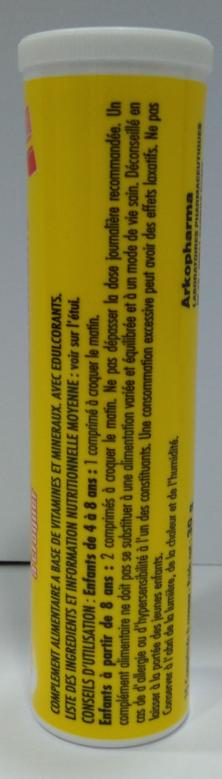 COMPLEMENT ALIMENTAIRE A BASE DE VITAMINES ET MINERAUX. AVEC EDULCORANTS.
LISTE DES INGREDIENTS ET INFORMATION NUTRITIONNELLE MOYENNE : voir sur l'étui.
CONSEILS D'UTILISATION : Enfants de 4 à 8 ans : 1 comprimé à croquer le matin.
Enfants à partir de 8 ans : 2 comprimés à croquer le matin. Ne pas dépasser la dose journalière recommandée. Un
complément alimentaire ne doit pas se substituer à une alimentation variée et équilibrée et à un mode de vie sain. Déconseillé en
cas de d'allergie ou d'hypersensibilité à l'un des constituants. Une consommation excessive peut avoir des effets laxatifs. Ne pas
laisser à la portée des jeunes enfants.
Conserver à l'abri de la lumière, de la chaleur et de l'humidité.
Arkopharma
LABORATOIRES PHARMACEUTIQUES